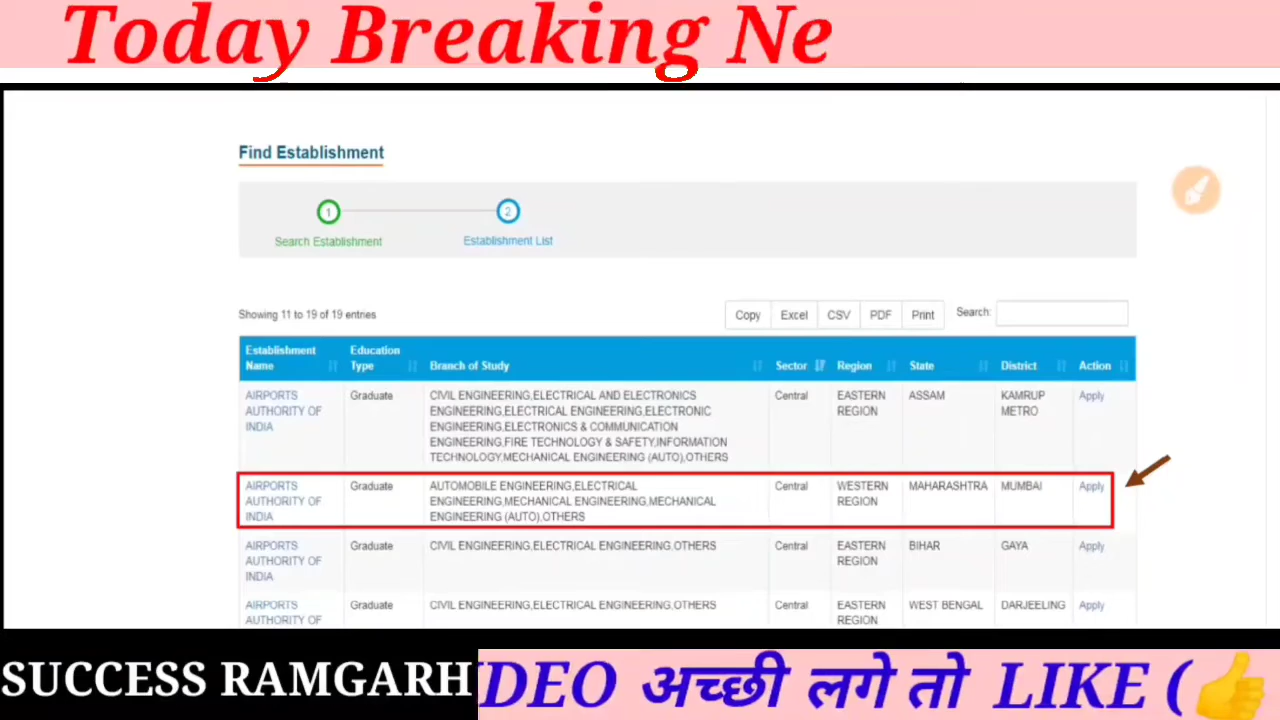 Today Breaking Ne
Find Establishment
1
2
Search Establishment
Establishment List
Showing 11 to 19 of 19 entries
Copy Excel CSV PDF Print Search:
Establishment Name Education Type Branch of Study Sector Region State District Action
AIRPORTS Graduate CIVIL ENGINEERING,ELECTRICAL AND ELECTRONICS Central EASTERN ASSAM KAMRUP Apply
AUTHORITY OF ENGINEERING,ELECTRICAL ENGINEERING,ELECTRONIC REGION METRO
INDIA ENGINEERING,ELECTRONICS & COMMUNICATION
ENGINEERING,FIRE TECHNOLOGY & SAFETY,INFORMATION
TECHNOLOGY,MECHANICAL ENGINEERING (AUTO),OTHERS
AIRPORTS Graduate AUTOMOBILE ENGINEERING,ELECTRICAL Central WESTERN MAHARASHTRA MUMBAI Apply
AUTHORITY OF ENGINEERING,MECHANICAL ENGINEERING,MECHANICAL REGION
INDIA ENGINEERING (AUTO),OTHERS
AIRPORTS Graduate CIVIL ENGINEERING,ELECTRICAL ENGINEERING,OTHERS Central EASTERN BIHAR GAYA Apply
AUTHORITY OF REGION
INDIA
AIRPORTS Graduate CIVIL ENGINEERING,ELECTRICAL ENGINEERING,OTHERS Central EASTERN WEST BENGAL DARJEELING Apply
AUTHORITY OF REGION
SUCCESS RAMGARH IDEO अच्छी लगे तो LIKE (👍